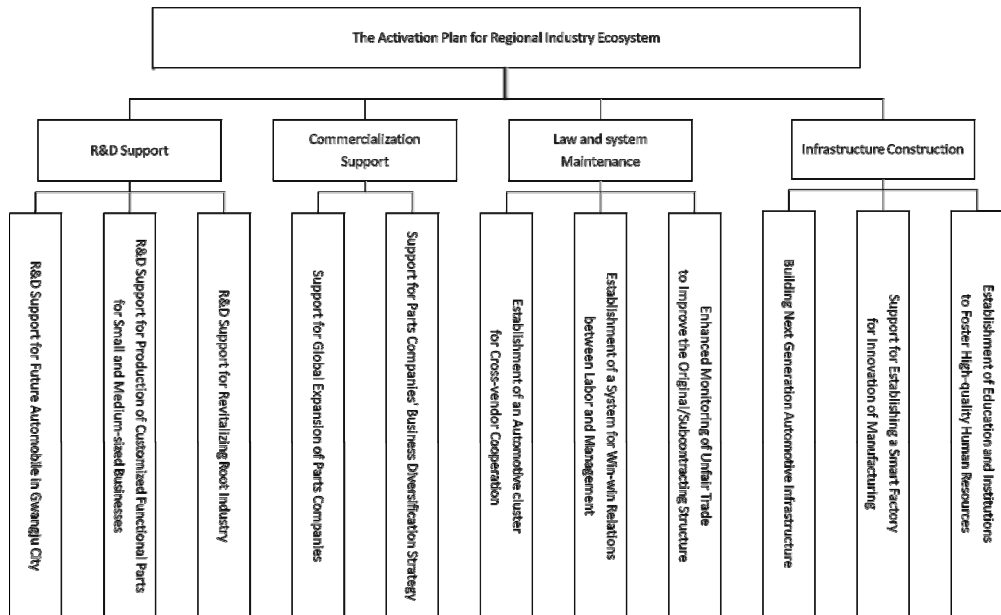 The Activation Plan for Regional Industry Ecosystem
R&D Support
Commercialization
Support
Law and system
Maintenance
Infrastructure Construction
R&D Support for Future Automobile in Gwangju City
R&D Support for Production of Customized Functional Parts
for Small and Medium-sized Businesses
R&D Support for Revitalizing Root Industry
Support for Global Expansion of Parts Companies
Support for Parts Companies' Business Diversification Strategy
Establishment of an Automotive cluster
for Cross-vendor Cooperation
Establishment of a System for Win-win Relations
between Labor and Management
Enhanced Monitoring of Unfair Trade
to Improve the Original/Subcontracting Structure
Building Next Generation Automotive Infrastructure
Support for Establishing a Smart Factory
for Innovation of Manufacturing
Establishment of Education and Institutions
to Foster High-quality Human Resources